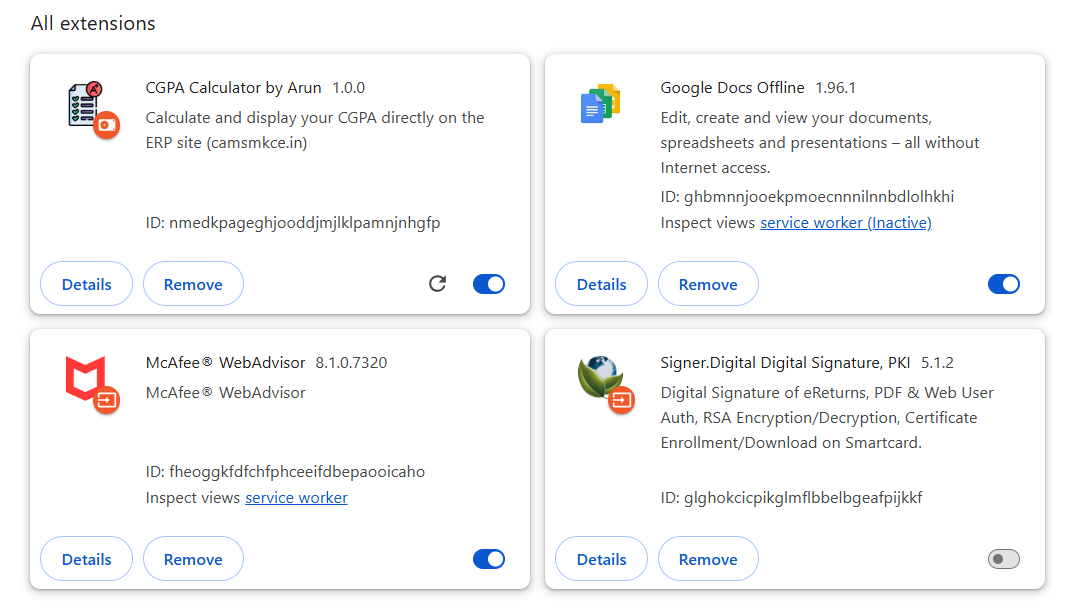 All extensions
CGPA Calculator by Arun 1.0.0
Calculate and display your CGPA directly on the
ERP site (camsmkce.in)
ID: nmedkpageghjooddjmjlklpamnjnhgfp
Details
Remove
Google Docs Offline 1.96.1
Edit, create and view your documents,
spreadsheets and presentations – all without
Internet access.
ID: ghbmnnjooekpmoecnnnilnnbdlolhkhi
Inspect views service worker (Inactive)
Details
Remove
McAfee® WebAdvisor 8.1.0.7320
McAfee® WebAdvisor
ID: fheoggkfdfchfphceeifdbepaooicaho
Inspect views service worker
Details
Remove
Signer.Digital Digital Signature, PKI 5.1.2
Digital Signature of eReturns, PDF & Web User
Auth, RSA Encryption/Decryption, Certificate
Enrollment/Download on Smartcard.
ID: glghokcicpikglmflbbelbgeafpijkkf
Details
Remove